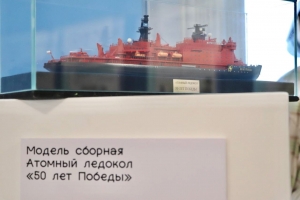 Модель сборная
Атомный ледокол
«50 лет Победы»